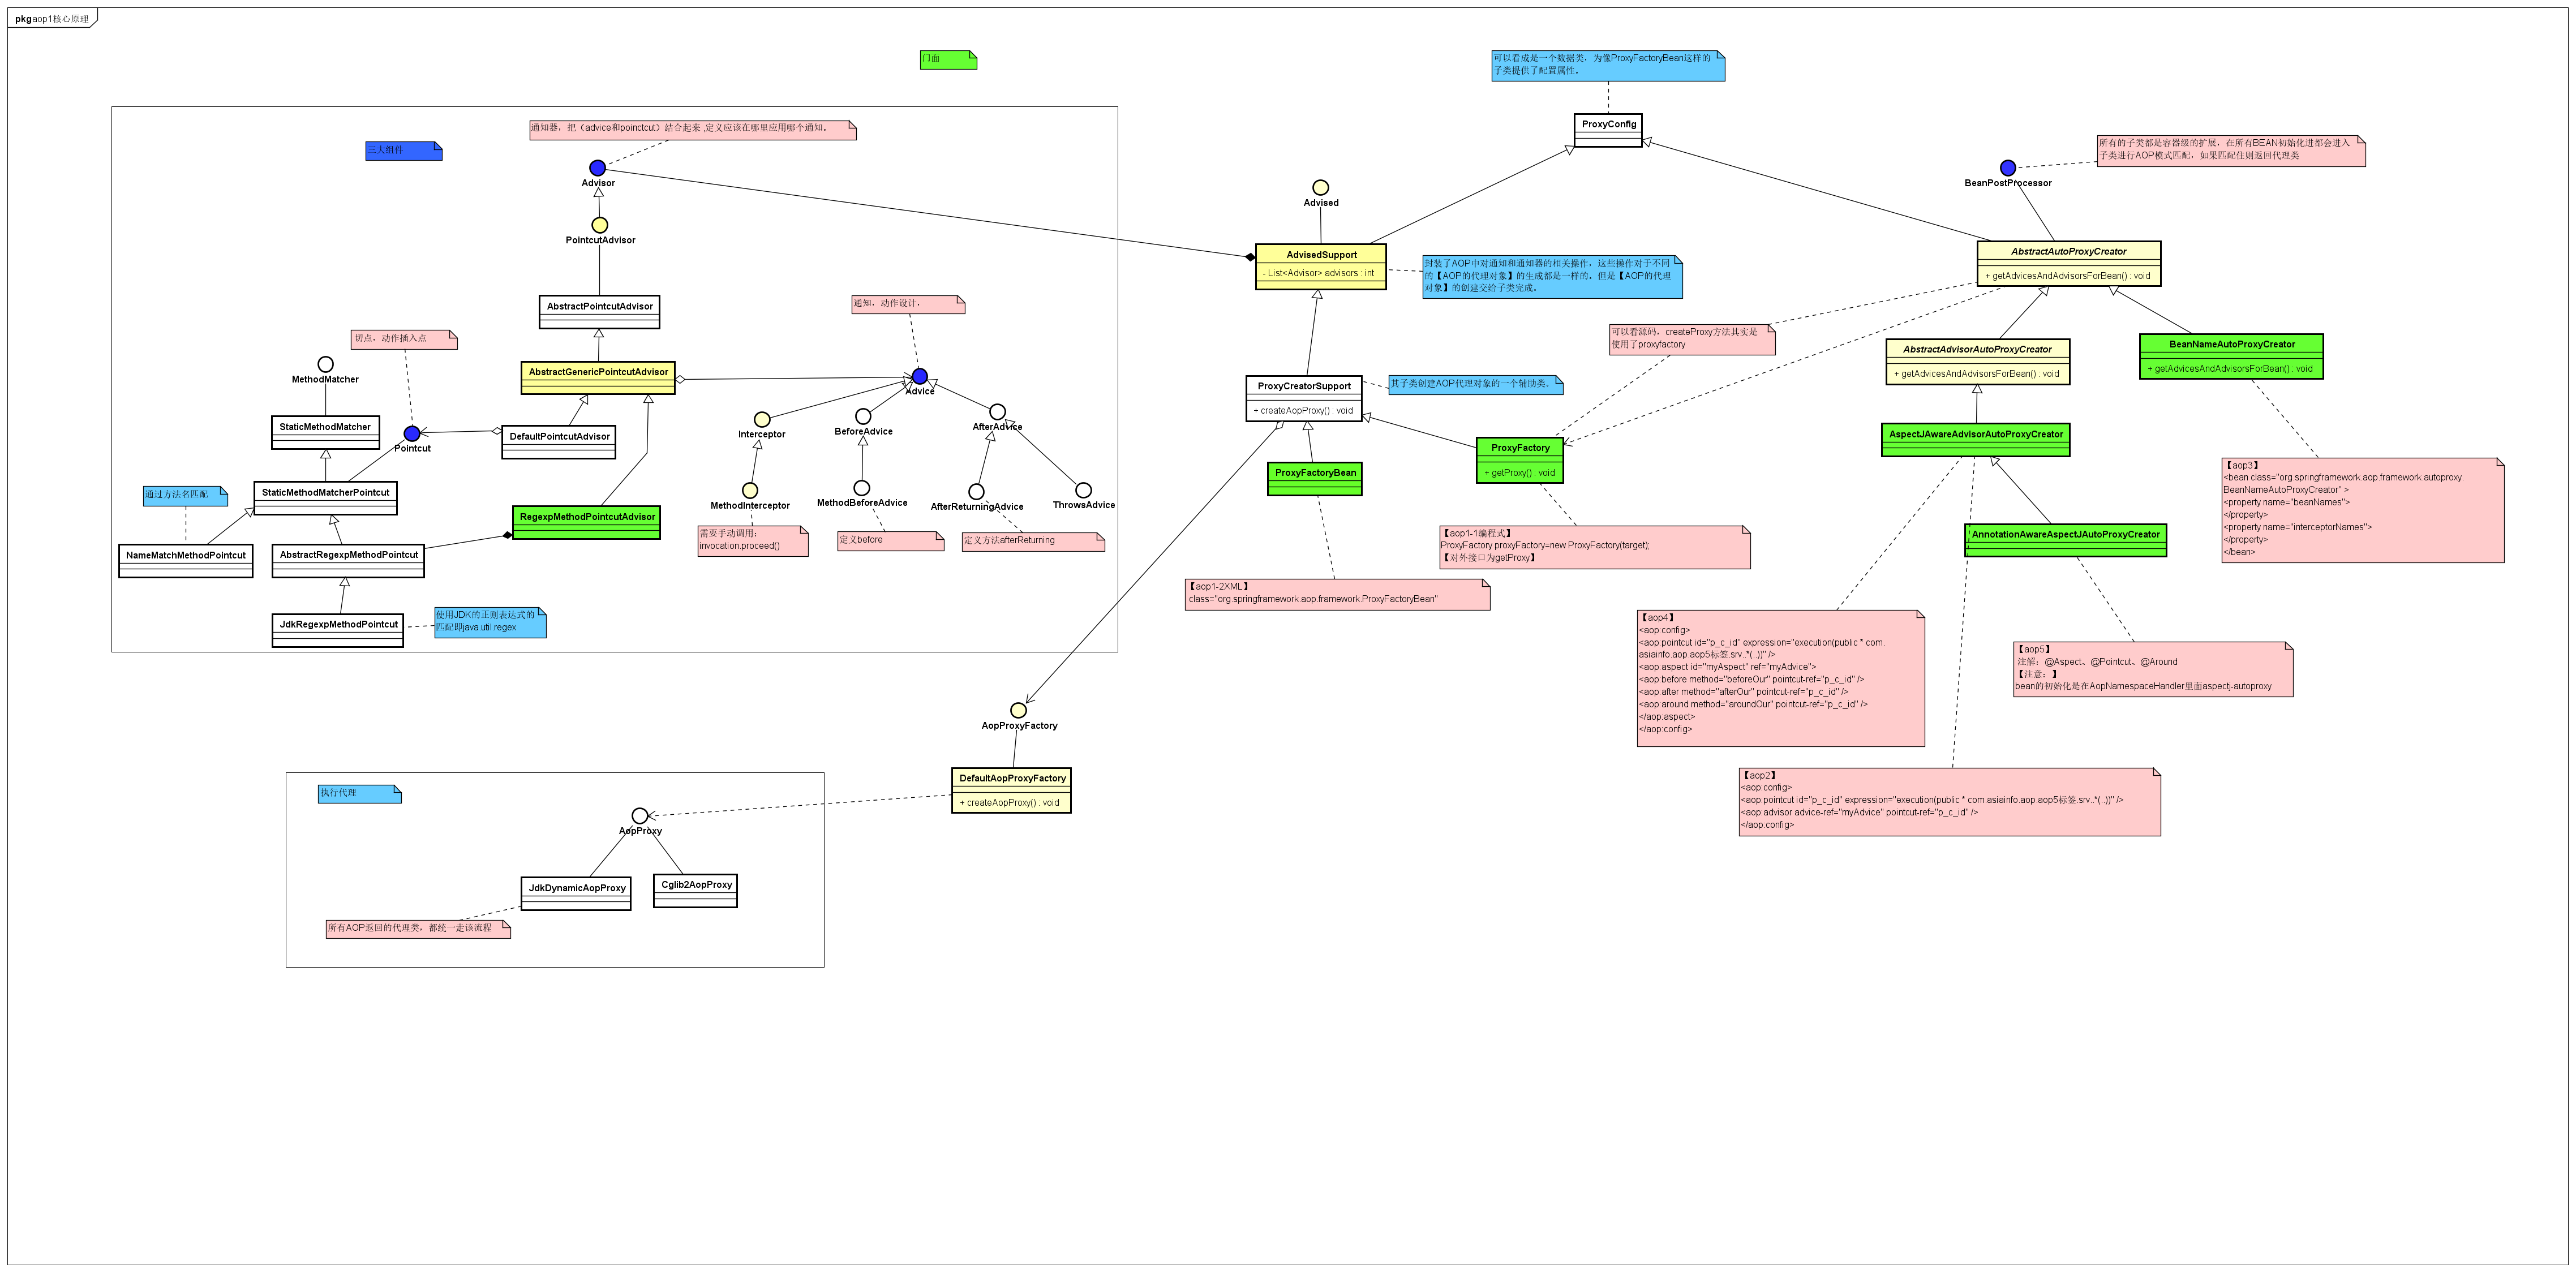 pkg aop1核心原理
门面
可以看成是一个数据类，为像ProxyFactoryBean这样的
子类提供了配置属性。
ProxyConfig
三大组件
通知器，把（advice和poinctcut）结合起来 ,定义应该在哪里应用哪个通知。
Advisor
PointcutAdvisor
AbstractPointcutAdvisor
通知，动作设计，
切点，动作插入点
MethodMatcher
AbstractGenericPointcutAdvisor
Advice
StaticMethodMatcher
Pointcut
DefaultPointcutAdvisor
Interceptor
BeforeAdvice
AfterAdvice
通过方法名匹配
StaticMethodMatcherPointcut
MethodInterceptor
MethodBeforeAdvice
AfterReturningAdvice
ThrowsAdvice
RegexpMethodPointcutAdvisor
需要手动调用：
invocation.proceed()
定义before
定义方法afterReturning
NameMatchMethodPointcut
AbstractRegexpMethodPointcut
JdkRegexpMethodPointcut
使用JDK的正则表达式的
匹配即java.util.regex
Advised
AdvisedSupport
- List<Advisor> advisors : int
封装了AOP中对通知和通知器的相关操作，这些操作对于不同
的【AOP的代理对象】的生成都是一样的。但是【AOP的代理
对象】的创建交给子类完成。
BeanPostProcessor
所有的子类都是容器级的扩展，在所有BEAN初始化进都会进入
子类进行AOP模式匹配，如果匹配住则返回代理类
AbstractAutoProxyCreator
+ getAdvicesAndAdvisorsForBean() : void
可以看源码，createProxy方法其实是
使用了proxyfactory
AbstractAdvisorAutoProxyCreator
+ getAdvicesAndAdvisorsForBean() : void
BeanNameAutoProxyCreator
+ getAdvicesAndAdvisorsForBean() : void
ProxyCreatorSupport
+ createAopProxy() : void
其子类创建AOP代理对象的一个辅助类。
ProxyFactory
+ getProxy() : void
ProxyFactoryBean
AspectJAwareAdvisorAutoProxyCreator
【aop3】
<bean class="org.springframework.aop.framework.autoproxy.
BeanNameAutoProxyCreator" >
<property name="beanNames">
</property>
<property name="interceptorNames">
</property>
</bean>
【aop1-1编程式】
ProxyFactory proxyFactory=new ProxyFactory(target);
【对外接口为getProxy】
AnnotationAwareAspectJAutoProxyCreator
【aop1-2XML】
class="org.springframework.aop.framework.ProxyFactoryBean"
【aop4】
<aop:config>
<aop:pointcut id="p_c_id" expression="execution(public * com.
asiainfo.aop.aop5标签.srv..*(..))" />
<aop:aspect id="myAspect" ref="myAdvice">
<aop:before method="beforeOur" pointcut-ref="p_c_id" />
<aop:after method="afterOur" pointcut-ref="p_c_id" />
<aop:around method="aroundOur" pointcut-ref="p_c_id" />
</aop:aspect>
</aop:config>
【aop5】
注解：@Aspect、@Pointcut、@Around
【注意：】
bean的初始化是在AopNamespaceHandler里面aspectj-autoproxy
【aop2】
<aop:config>
<aop:pointcut id="p_c_id" expression="execution(public * com.asiainfo.aop.aop5标签.srv..*(..))" />
<aop:advisor advice-ref="myAdvice" pointcut-ref="p_c_id" />
</aop:config>
AopProxyFactory
DefaultAopProxyFactory
+ createAopProxy() : void
执行代理
AopProxy
JdkDynamicAopProxy
Cglib2AopProxy
所有AOP返回的代理类，都统一走该流程